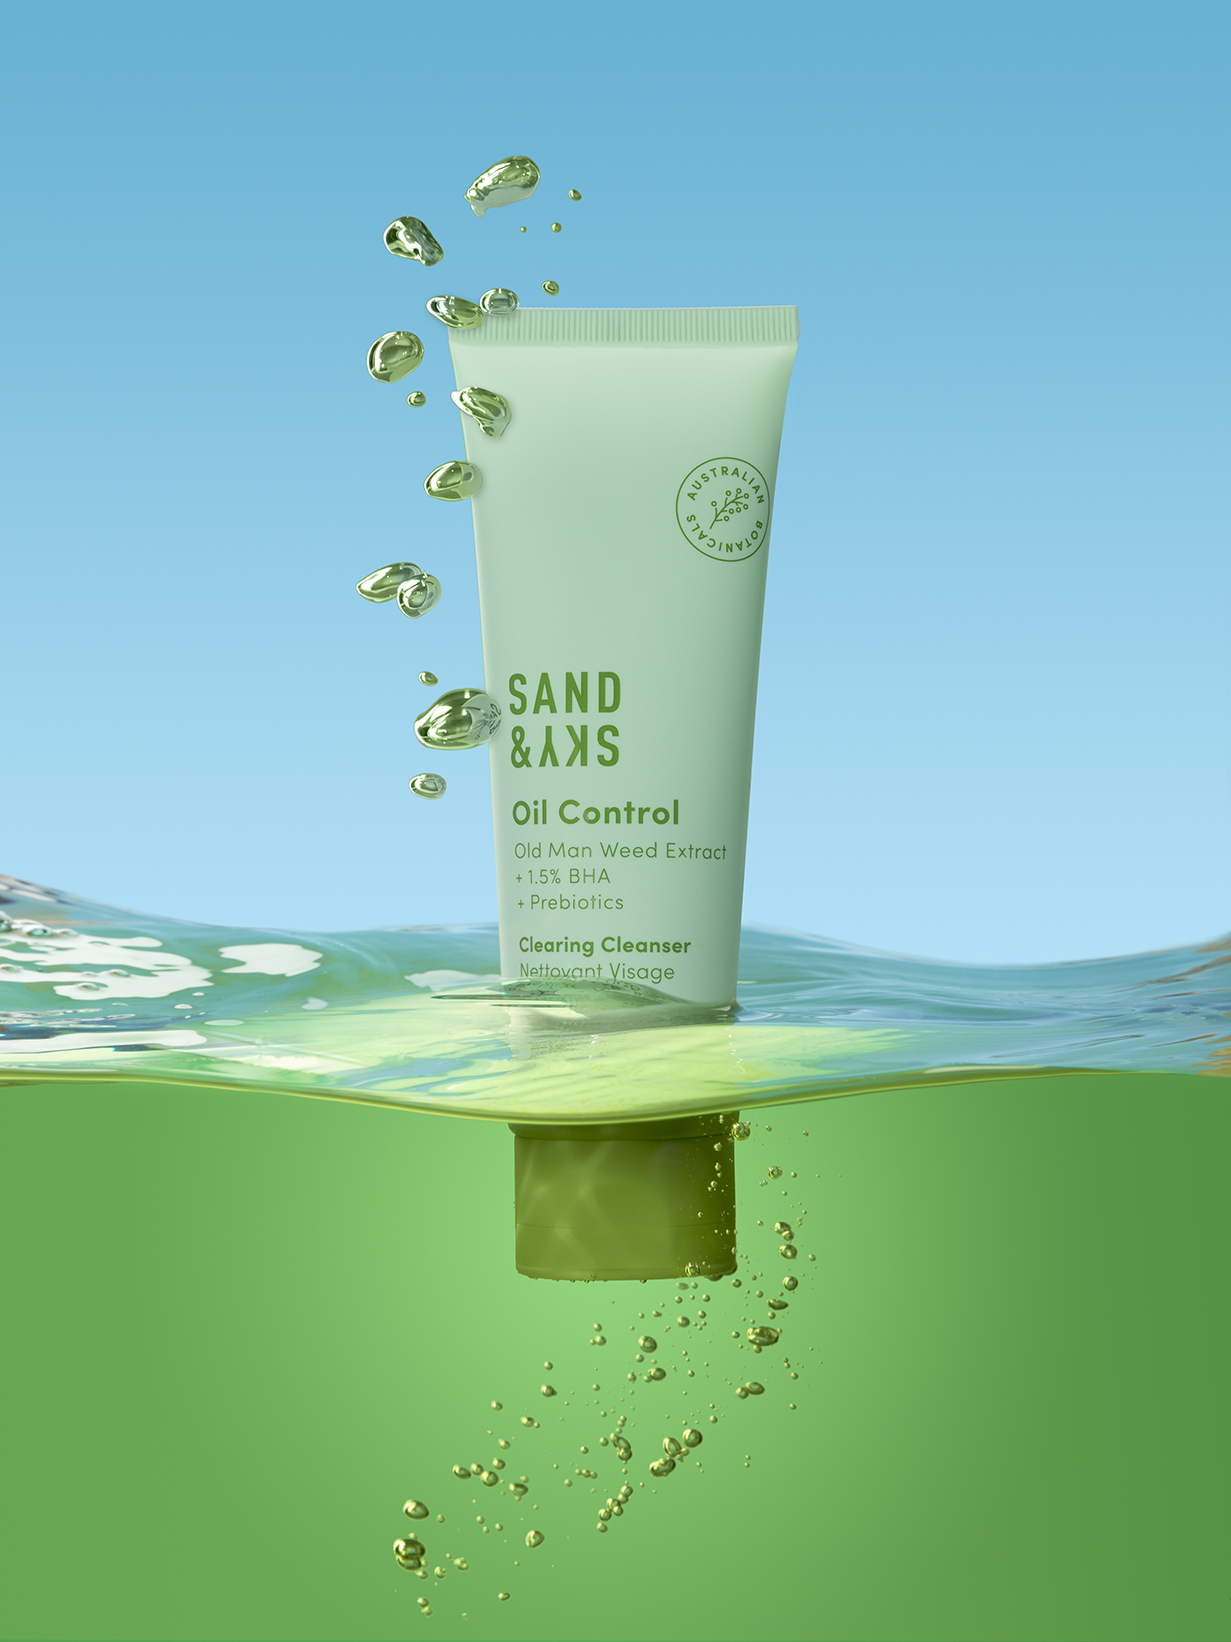 AUSTRALIAN BOTANICALS
SAND
&SKY
Oil Control
Old Man Weed Extract
+ 1.5% BHA
+ Prebiotics
Clearing Cleanser
Nettoyant Visage